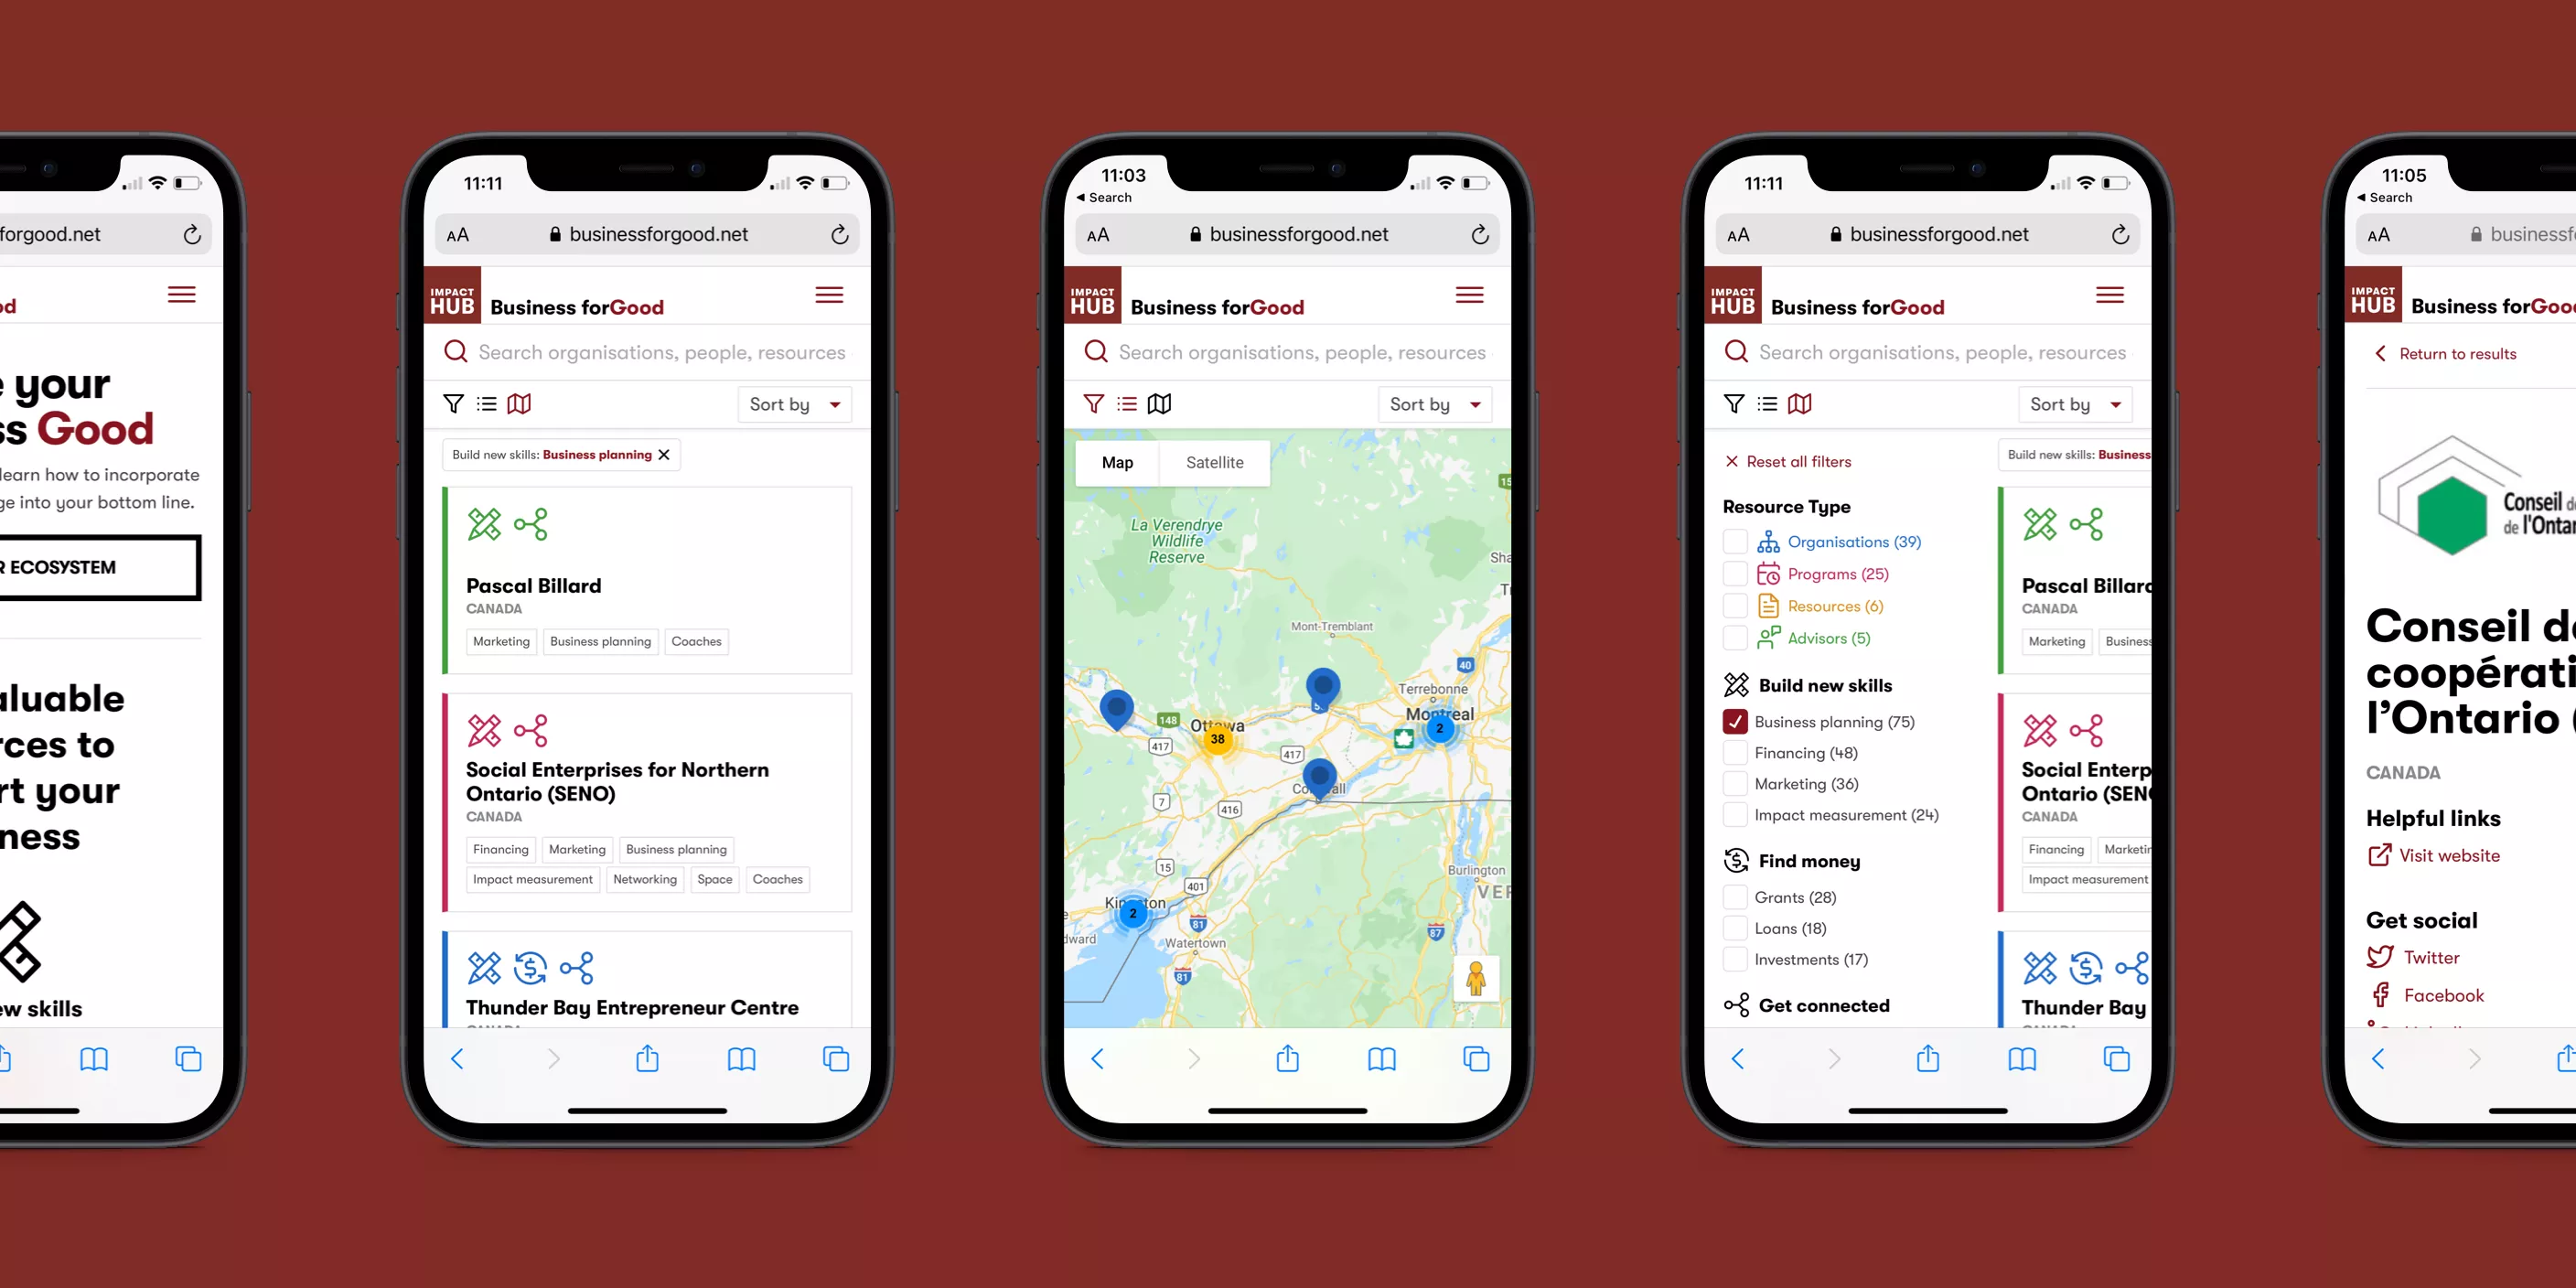 forgood.net
od
e your
ss Good
learn how to incorporate
ge into your bottom line.
R ECOSYSTEM
aluable
rces to
rt your
ness
ew skills
11:11
AA businessforgood.net
IMPACT
HUB Business forGood
Search organisations, people, resources
Sort by
Build new skills: Business planning
Pascal Billard
CANADA
Marketing Business planning Coaches
Social Enterprises for Northern
Ontario (SENO)
CANADA
Financing Marketing Business planning
Impact measurement Networking Space Coaches
Thunder Bay Entrepreneur Centre
11:03
Search
AA businessforgood.net
IMPACT
HUB Business forGood
Search organisations, people, resources
Sort by
Map Satellite
15
La Verendrye
Wildlife
Reserve
Sha
Mont-Tremblant
40
Terrebonne
148 Ottawa Montreal
38 2
417 417
7 416
15
401
Burlington
VER
Kingston
2
81
87
dward
Watertown
81
11:11
AA businessforgood.net
IMPACT
HUB Business forGood
Search organisations, people, resources
Sort by
Reset all filters
Resource Type
Organisations (39)
Programs (25)
Resources (6)
Advisors (5)
Build new skills
Business planning (75)
Financing (48)
Marketing (36)
Impact measurement (24)
Find money
Grants (28)
Loans (18)
Investments (17)
Get connected
Build new skills: Business
Pascal Billard
CANADA
Marketing Business
Social Enterp
Ontario (SEN
CANADA
Financing Marketin
Impact measurement
Thunder Bay
11:05
Search
AA businessf
IMPACT
HUB Business forGood
Return to results
Conseil de
de l'Ontar
Conseil de
coopérati
l’Ontario (
CANADA
Helpful links
Visit website
Get social
Twitter
Facebook